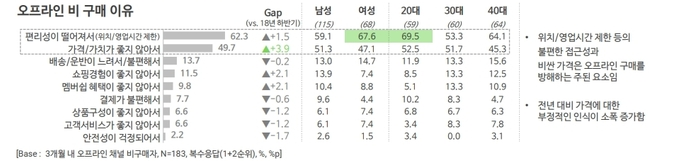 오프라인 비 구매 이유
Gap
(vs. 18년 하반기)
남성 여성 20대 30대 40대
(115) (68) (59) (60) (64)
편리성이 떨어져서(위치/영업시간 제한) 62.3 ▲+1.5 59.1 67.6 69.5 53.3 64.1
가격/가치가 좋지 않아서 49.7 ▲+3.9 51.3 47.1 52.5 51.7 45.3
배송/운반이 느려서/불편해서 13.7 ▼-0.2 13.0 14.7 11.9 13.3 15.6
쇼핑경험이 좋지 않아서 11.5 ▲+2.1 13.9 7.4 8.5 13.3 12.5
멤버쉽 혜택이 좋지 않아서 9.8 ▲+2.1 10.4 8.8 5.1 13.3 10.9
결제가 불편해서 7.7 ▼-0.6 9.6 4.4 10.2 8.3 4.7
상품구성이 좋지 않아서 6.6 ▼-1.2 6.1 7.4 6.8 6.7 6.3
고객서비스가 좋지 않아서 6.6 ▼-1.2 6.1 7.4 3.4 8.3 7.8
안전성이 걱정되어서 2.2 ▼-1.7 2.6 1.5 3.4 0.0 3.1
• 위치/영업시간 제한 등의
불편한 접근성과
비싼 가격은 오프라인 구매를
방해하는 주된 요소임
• 전년 대비 가격에 대한
부정적인 인식이 소폭 증가함
[Base : 3개월 내 오프라인 채널 비구매자, N=183, 복수응답(1+2순위), %, %p]